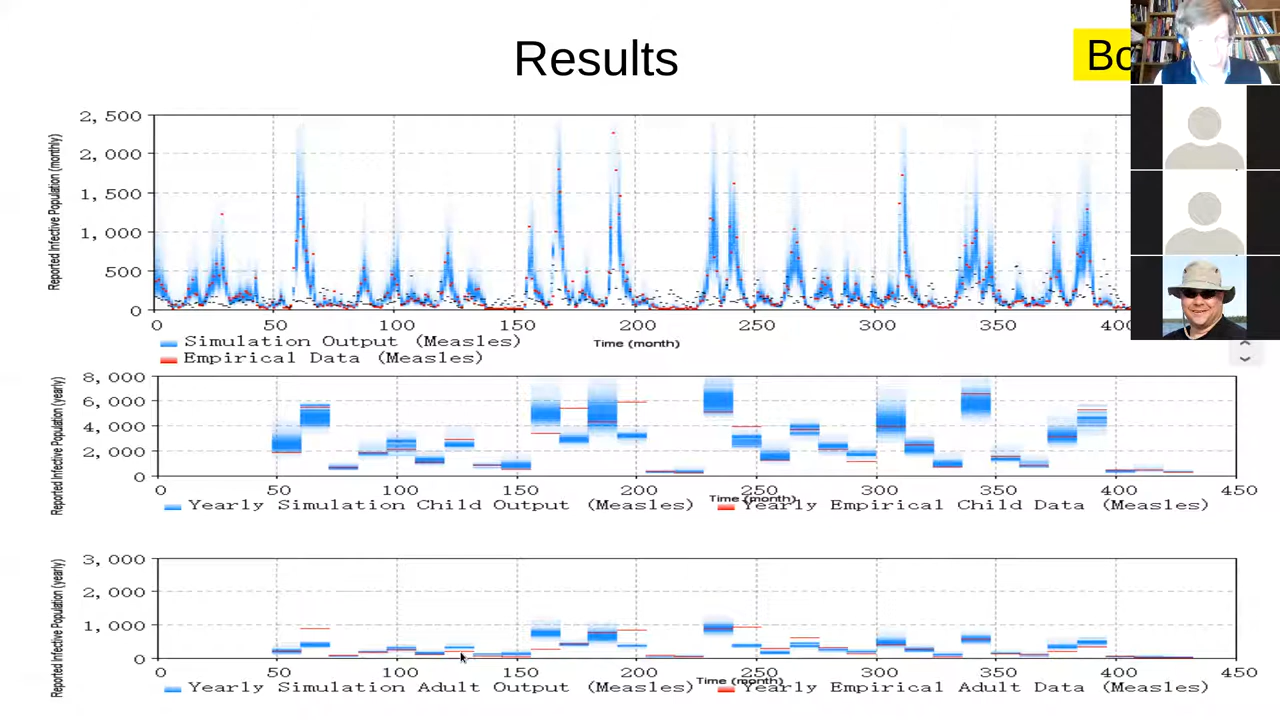 Results
Bo
Reported Infective Population (monthly)
2,500
2,000
1,500
1,000
500
0
0 50 100 150 200 250 300 350 400
Time (month)
Simulation Output (Measles)
Empirical Data (Measles)
Reported Infective Population (yearly)
8,000
6,000
4,000
2,000
0
0 50 100 150 200 250 300 350 400 450
Time (month)
Yearly Simulation Child Output (Measles) Yearly Empirical Child Data (Measles)
Reported Infective Population (yearly)
3,000
2,000
1,000
0
0 50 100 150 200 250 300 350 400 450
Time (month)
Yearly Simulation Adult Output (Measles) Yearly Empirical Adult Data (Measles)